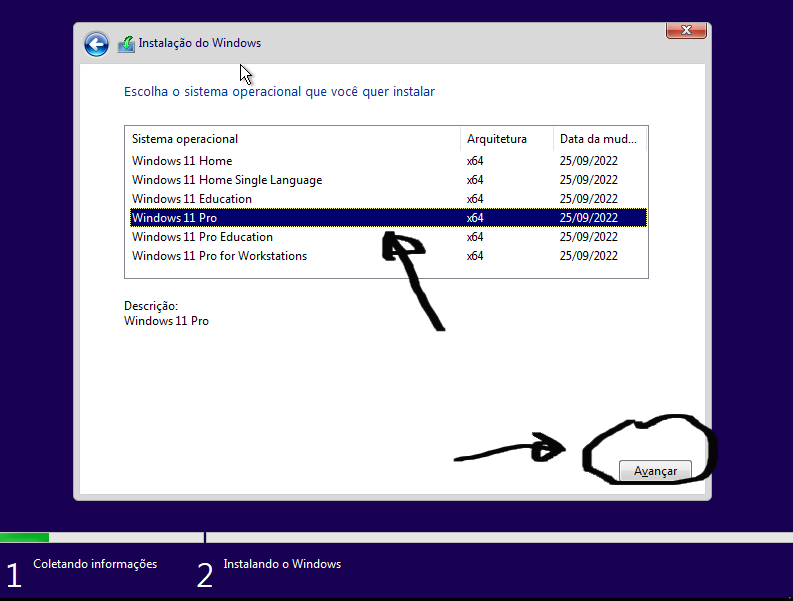 Instalação do Windows
Escolha o sistema operacional que você quer instalar
Sistema operacional Arquitetura Data da mud...
Windows 11 Home x64 25/09/2022
Windows 11 Home Single Language x64 25/09/2022
Windows 11 Education x64 25/09/2022
Windows 11 Pro x64 25/09/2022
Windows 11 Pro Education x64 25/09/2022
Windows 11 Pro for Workstations x64 25/09/2022
Descrição:
Windows 11 Pro
Avançar
1 Coletando informações 2 Instalando o Windows